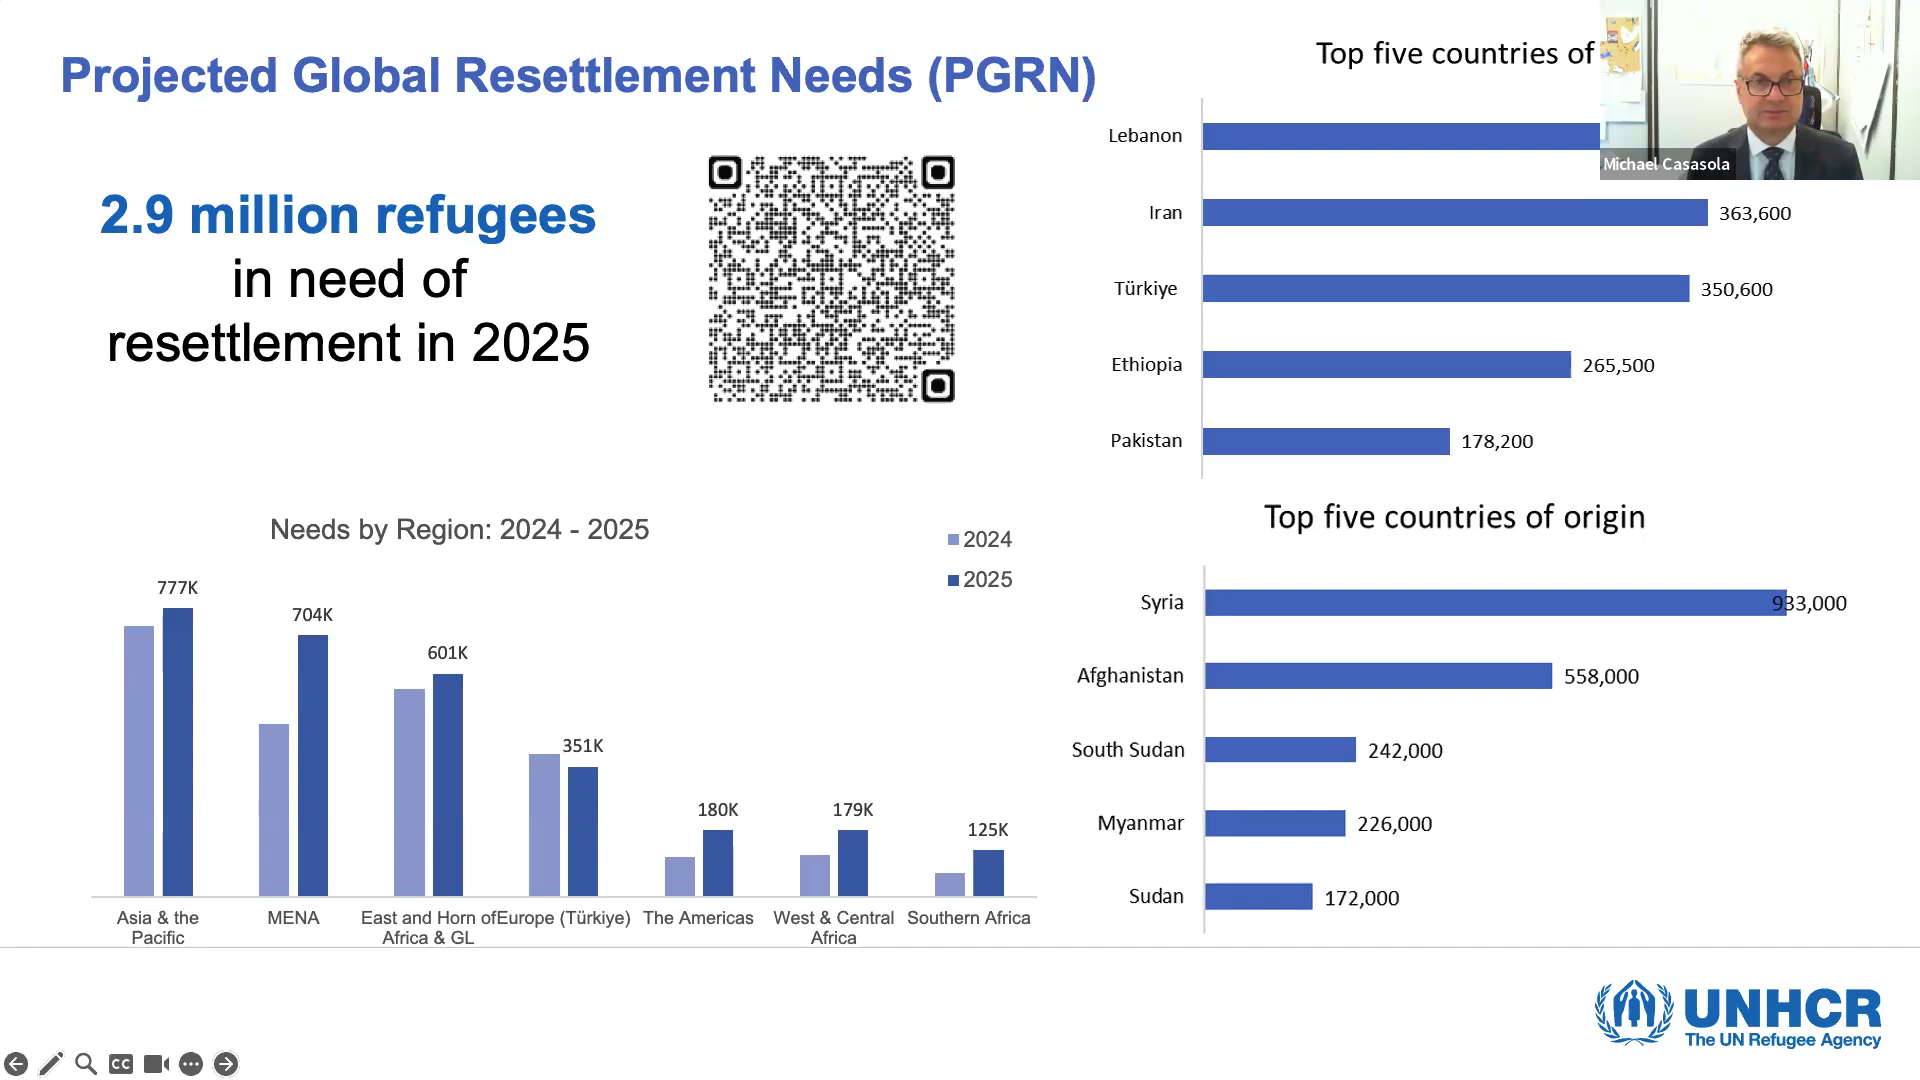 Projected Global Resettlement Needs (PGRN)
2.9 million refugees
in need of
resettlement in 2025
Top five countries of
Lebanon
Iran
363,600
Türkiye
350,600
Ethiopia
265,500
Pakistan
178,200
Michael Casasola
Needs by Region: 2024 - 2025
2024
2025
777K
704K
601K
351K
180K
179K
125K
Asia & the
Pacific
MENA
East and Horn of
Africa & GL
Europe (Türkiye)
The Americas
West & Central
Africa
Southern Africa
Top five countries of origin
Syria
933,000
Afghanistan
558,000
South Sudan
242,000
Myanmar
226,000
Sudan
172,000
UNHCR
The UN Refugee Agency
CC